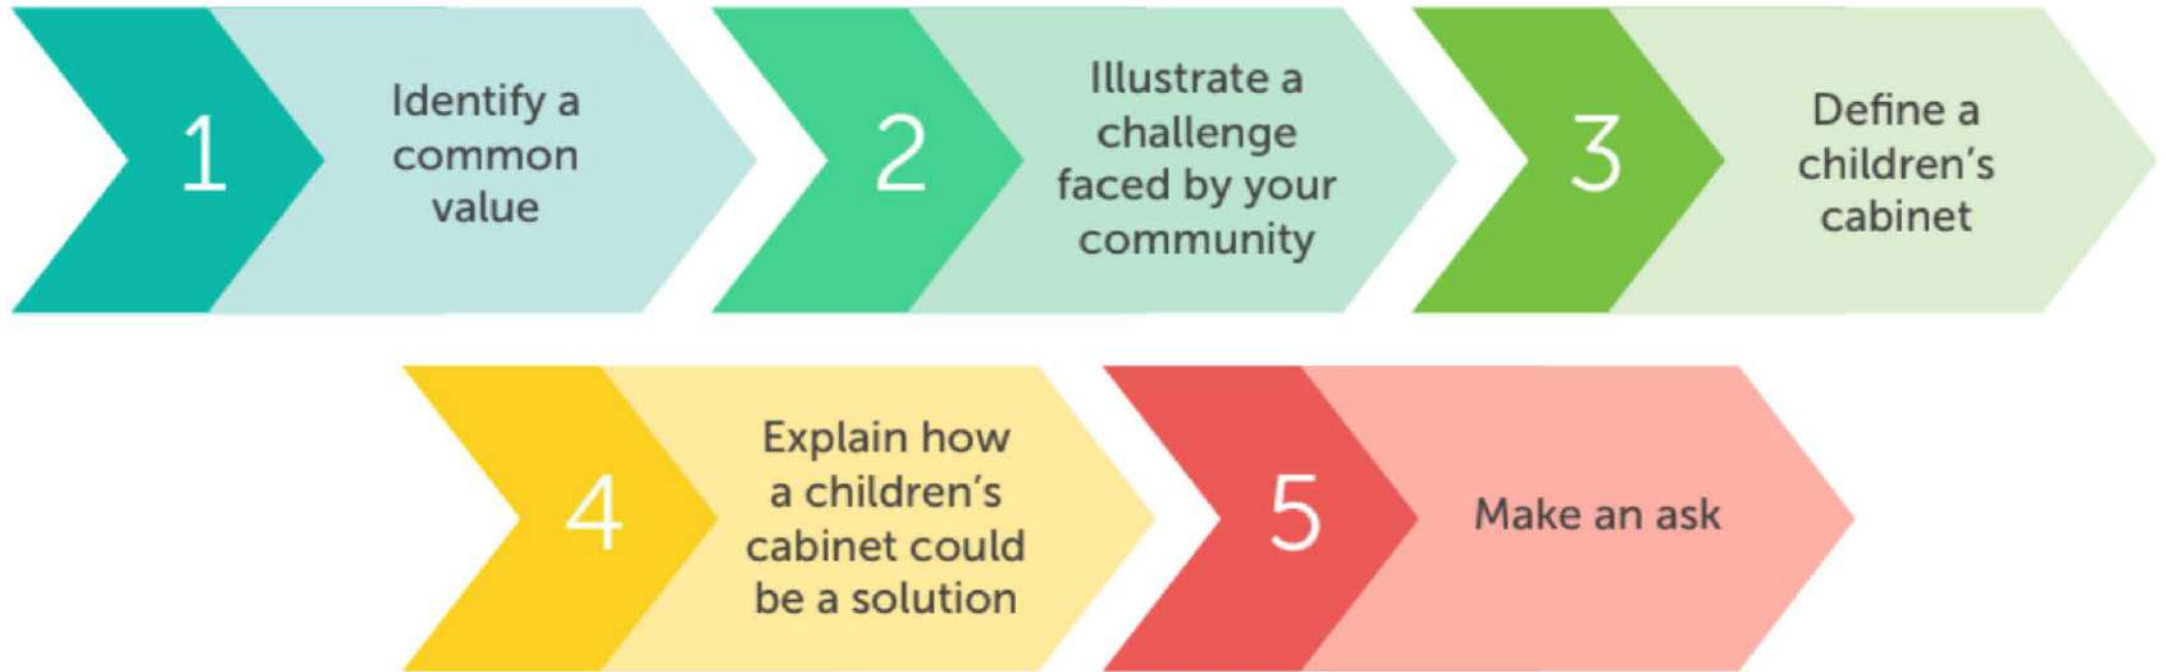 1
Identify a
common
value
2
Illustrate a
challenge
faced by your
community
3
Define a
children's
cabinet
4
Explain how
a children's
cabinet could
be a solution
5
Make an ask